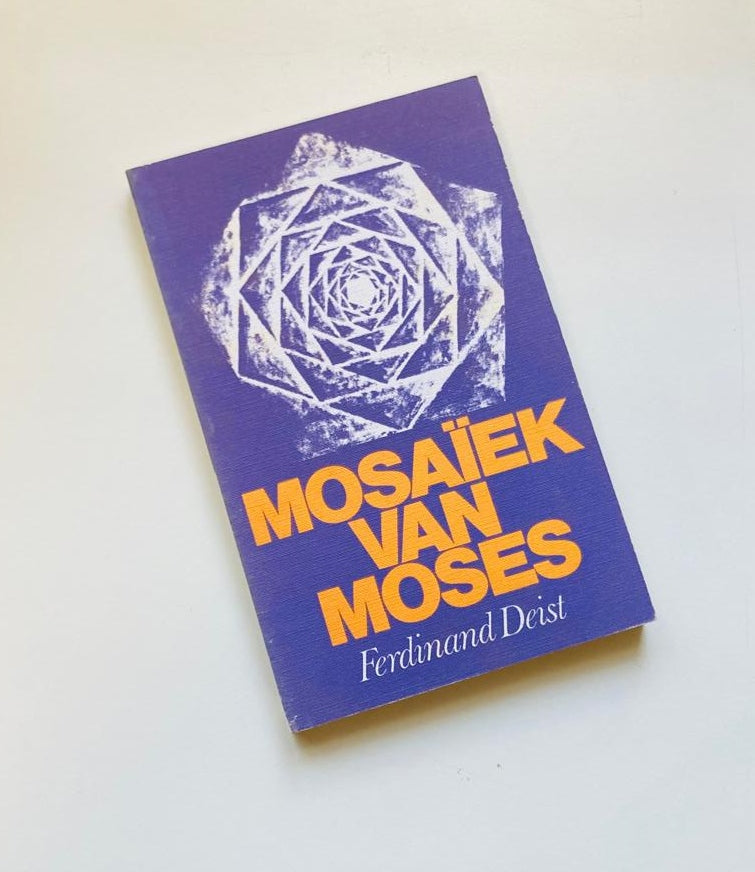 MOSAÏEK
VAN
MOSES
Ferdinand Deist